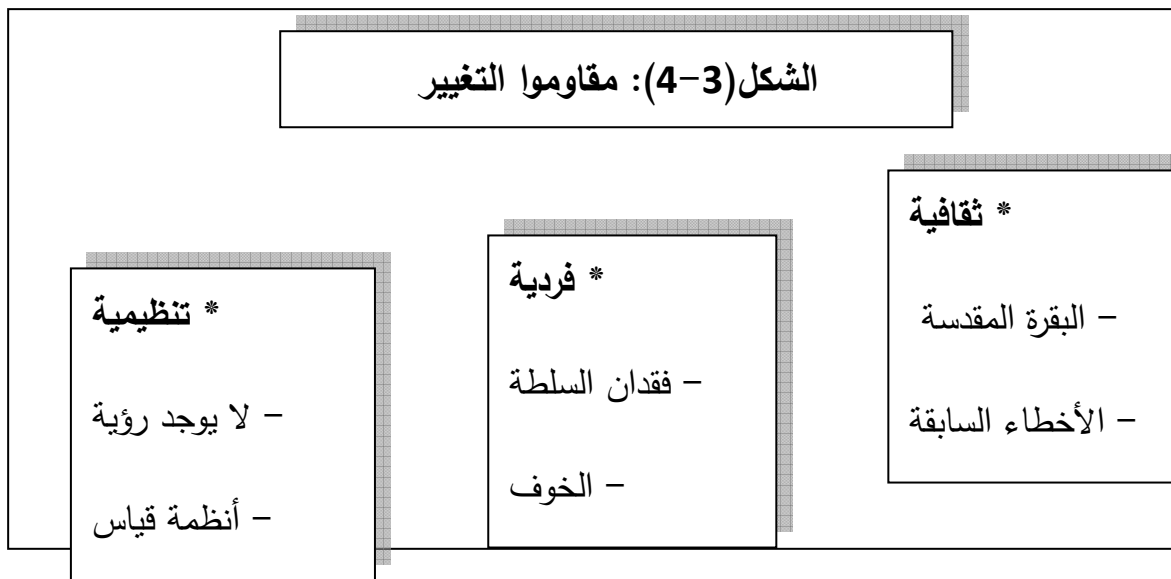 الشكل(3-4): مقاوموا التغيير
* ثقافية
- البقرة المقدسة
- الأخطاء السابقة
* فردية
- فقدان السلطة
- الخوف
* تنظيمية
- لا يوجد رؤية
- أنظمة قياس